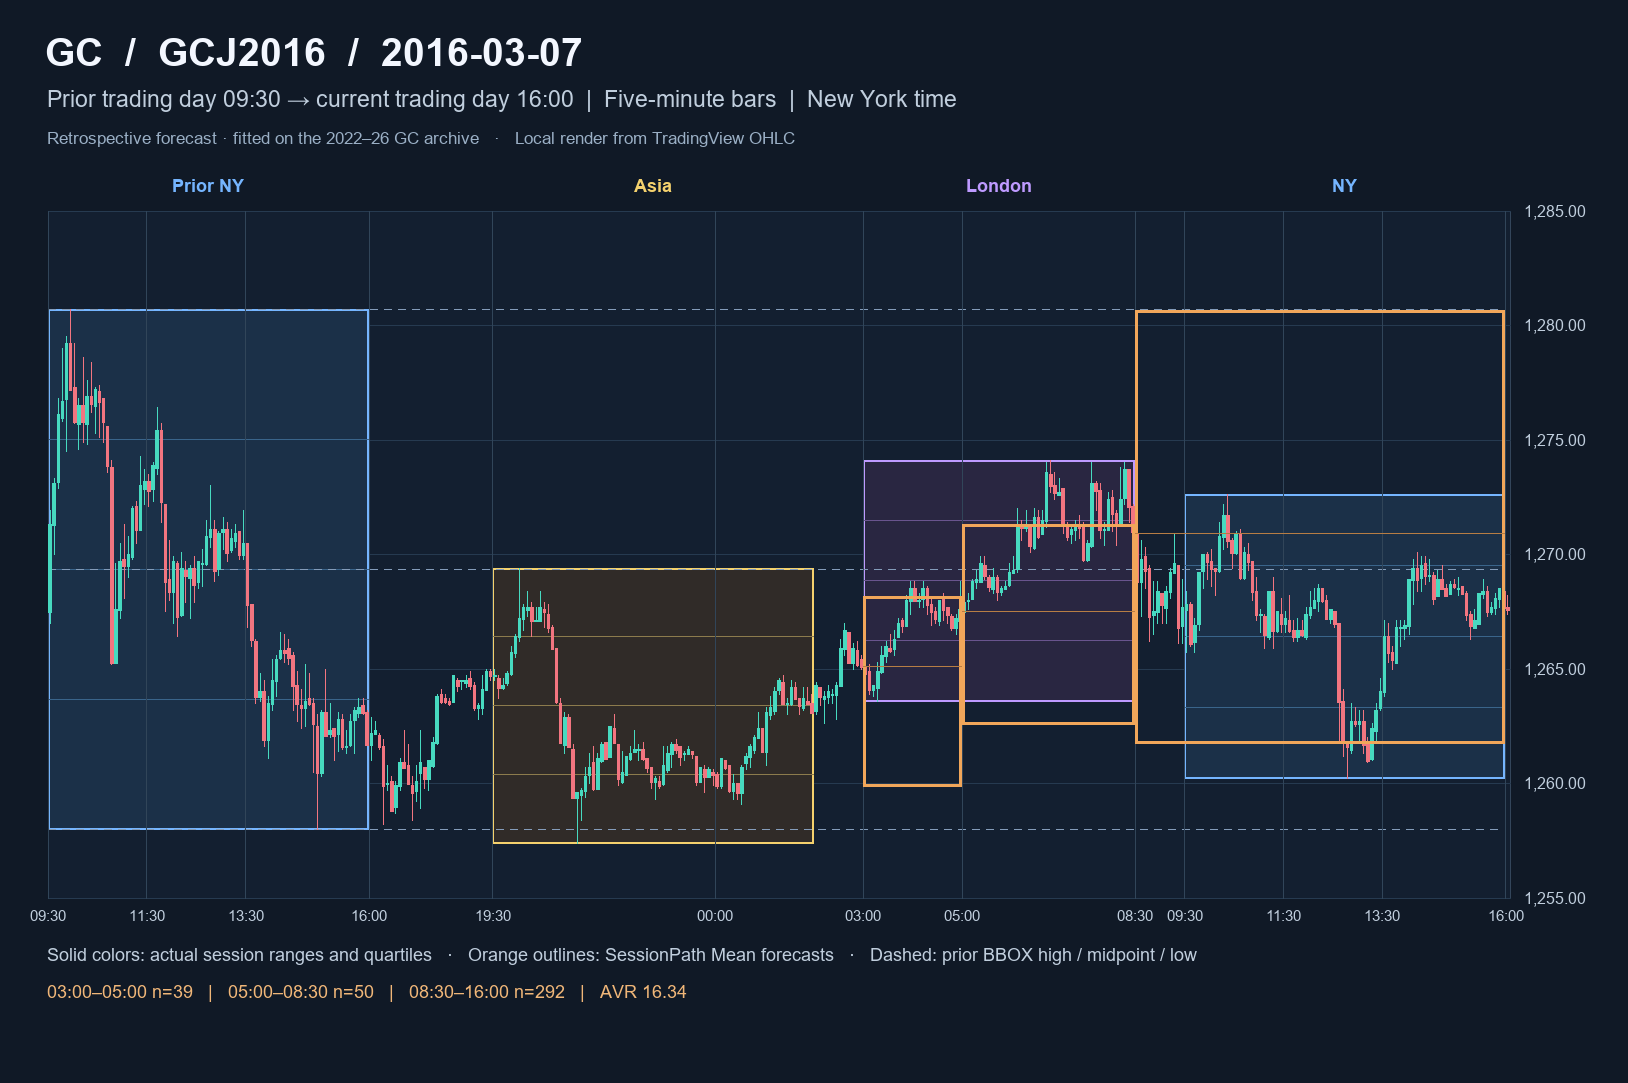 GC / GCJ2016 / 2016-03-07
Prior trading day 09:30 → current trading day 16:00 | Five-minute bars | New York time
Retrospective forecast · fitted on the 2022–26 GC archive · Local render from TradingView OHLC
Prior NY Asia London NY
1,285.00
1,280.00
1,275.00
1,270.00
1,265.00
1,260.00
1,255.00
09:30 11:30 13:30 16:00 19:30 00:00 03:00 05:00 08:30 09:30 11:30 13:30 16:00
Solid colors: actual session ranges and quartiles · Orange outlines: SessionPath Mean forecasts · Dashed: prior BBOX high / midpoint / low
03:00–05:00 n=39 | 05:00–08:30 n=50 | 08:30–16:00 n=292 | AVR 16.34